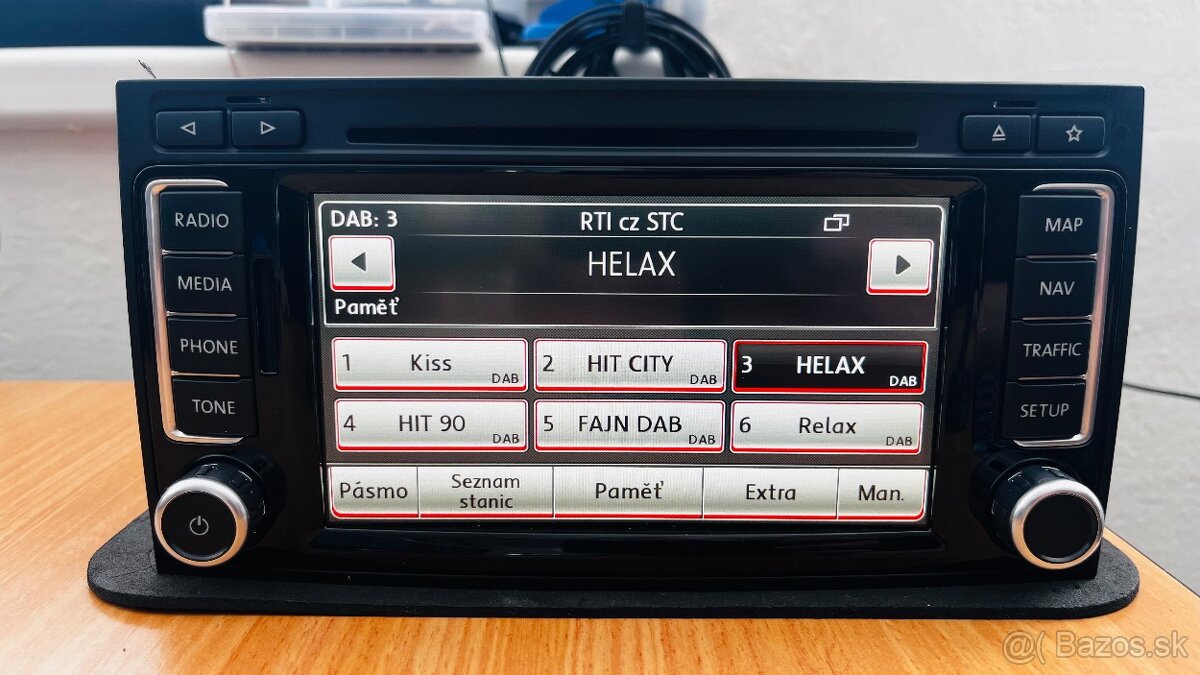 RADIO
MEDIA
PHONE
TONE
DAB: 3
RTI cz STC
HELAX
Paměť
1 Kiss DAB
2 HIT CITY DAB
3 HELAX DAB
4 HIT 90 DAB
5 FAJN DAB DAB
6 Relax DAB
Pásmo
Seznam
stanic
Paměť
Extra
Man.
MAP
NAV
TRAFFIC
SETUP
@( Bazos.sk